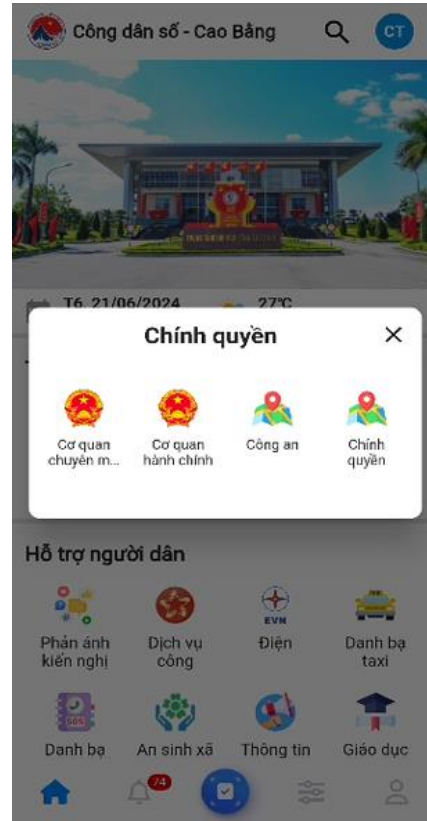 Công dân số - Cao Bằng
CT
T6, 21/06/2024
27°C
Chính quyền
Cơ quan
chuyên m...
Cơ quan
hành chính
Công an
Chính
quyền
Hỗ trợ người dân
Phản ánh
kiến nghị
Dịch vụ
công
EVN
Điện
Danh bạ
taxi
SOS
Danh bạ
An sinh xã
Thông tin
Giáo dục
74